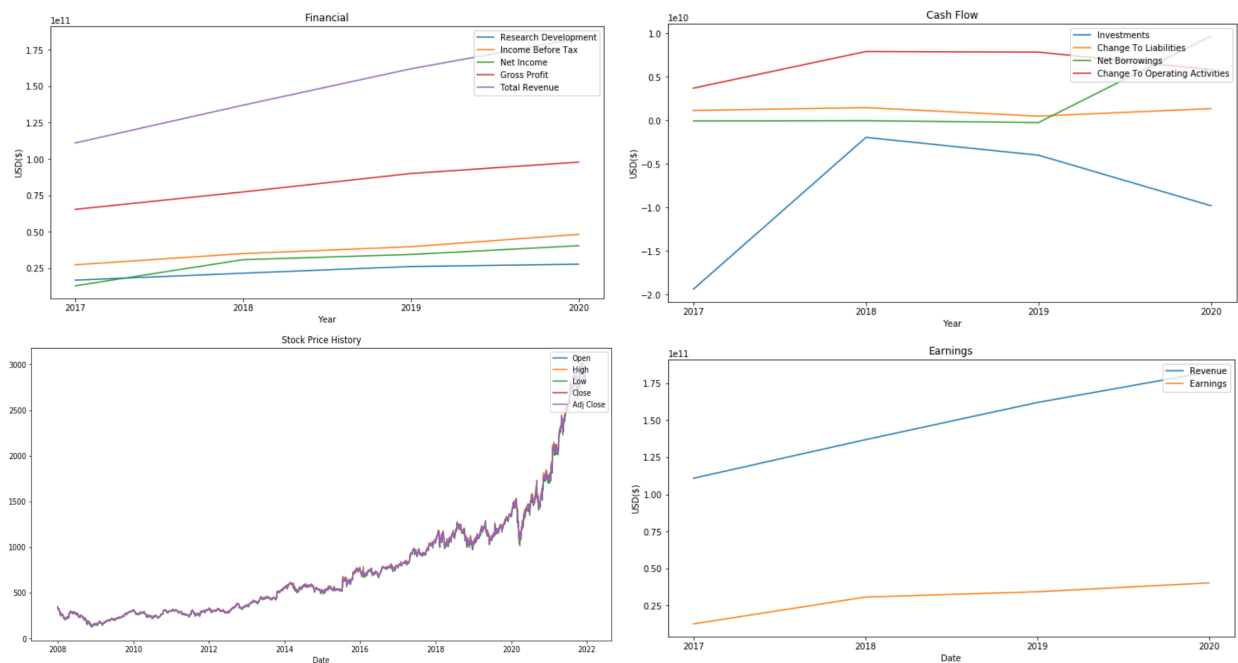 Financial
1e11
1.75
1.50
1.25
1.00
0.75
0.50
0.25
USD($)
2017
2018
2019
2020
Year
Research Development
Income Before Tax
Net Income
Gross Profit
Total Revenue
Cash Flow
1e10
1.0
0.5
0.0
−0.5
−1.0
−1.5
−2.0
USD($)
2017
2018
2019
2020
Year
Investments
Change To Liabilities
Net Borrowings
Change To Operating Activities
Stock Price History
3000
2500
2000
1500
1000
500
0
2008
2010
2012
2014
2016
2018
2020
2022
Date
Open
High
Low
Close
Adj Close
Earnings
1e11
1.75
1.50
1.25
1.00
0.75
0.50
0.25
USD($)
2017
2018
2019
2020
Date
Revenue
Earnings